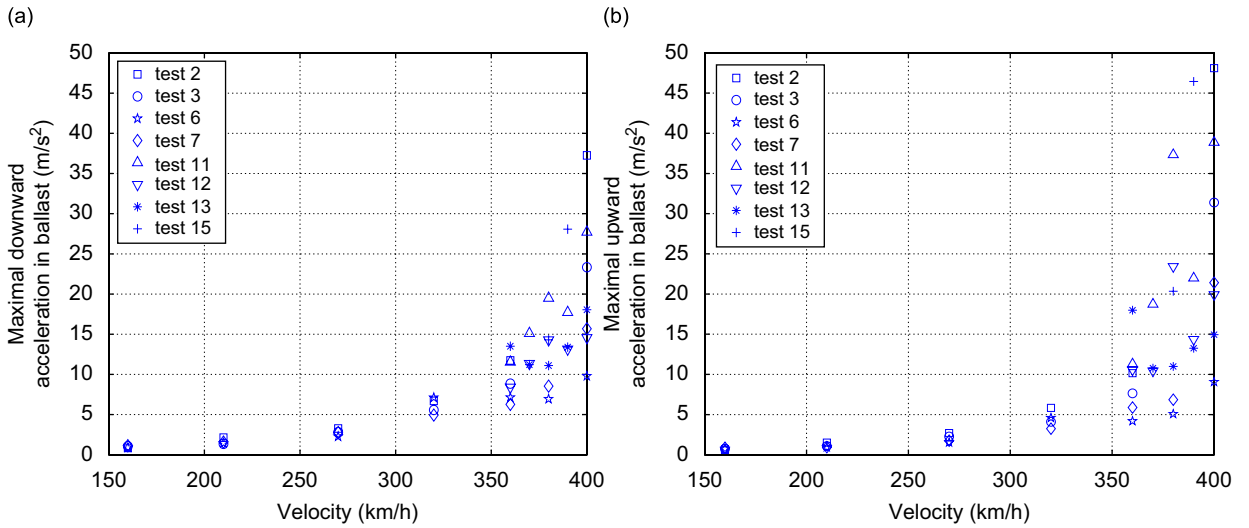 (a)
50
45
40
35
30
25
20
15
10
5
0
Maximal downward
acceleration in ballast (m/s²)
test 2
test 3
test 6
test 7
test 11
test 12
test 13
test 15
150 200 250 300 350 400
Velocity (km/h)
(b)
50
45
40
35
30
25
20
15
10
5
0
Maximal upward
acceleration in ballast (m/s²)
test 2
test 3
test 6
test 7
test 11
test 12
test 13
test 15
150 200 250 300 350 400
Velocity (km/h)